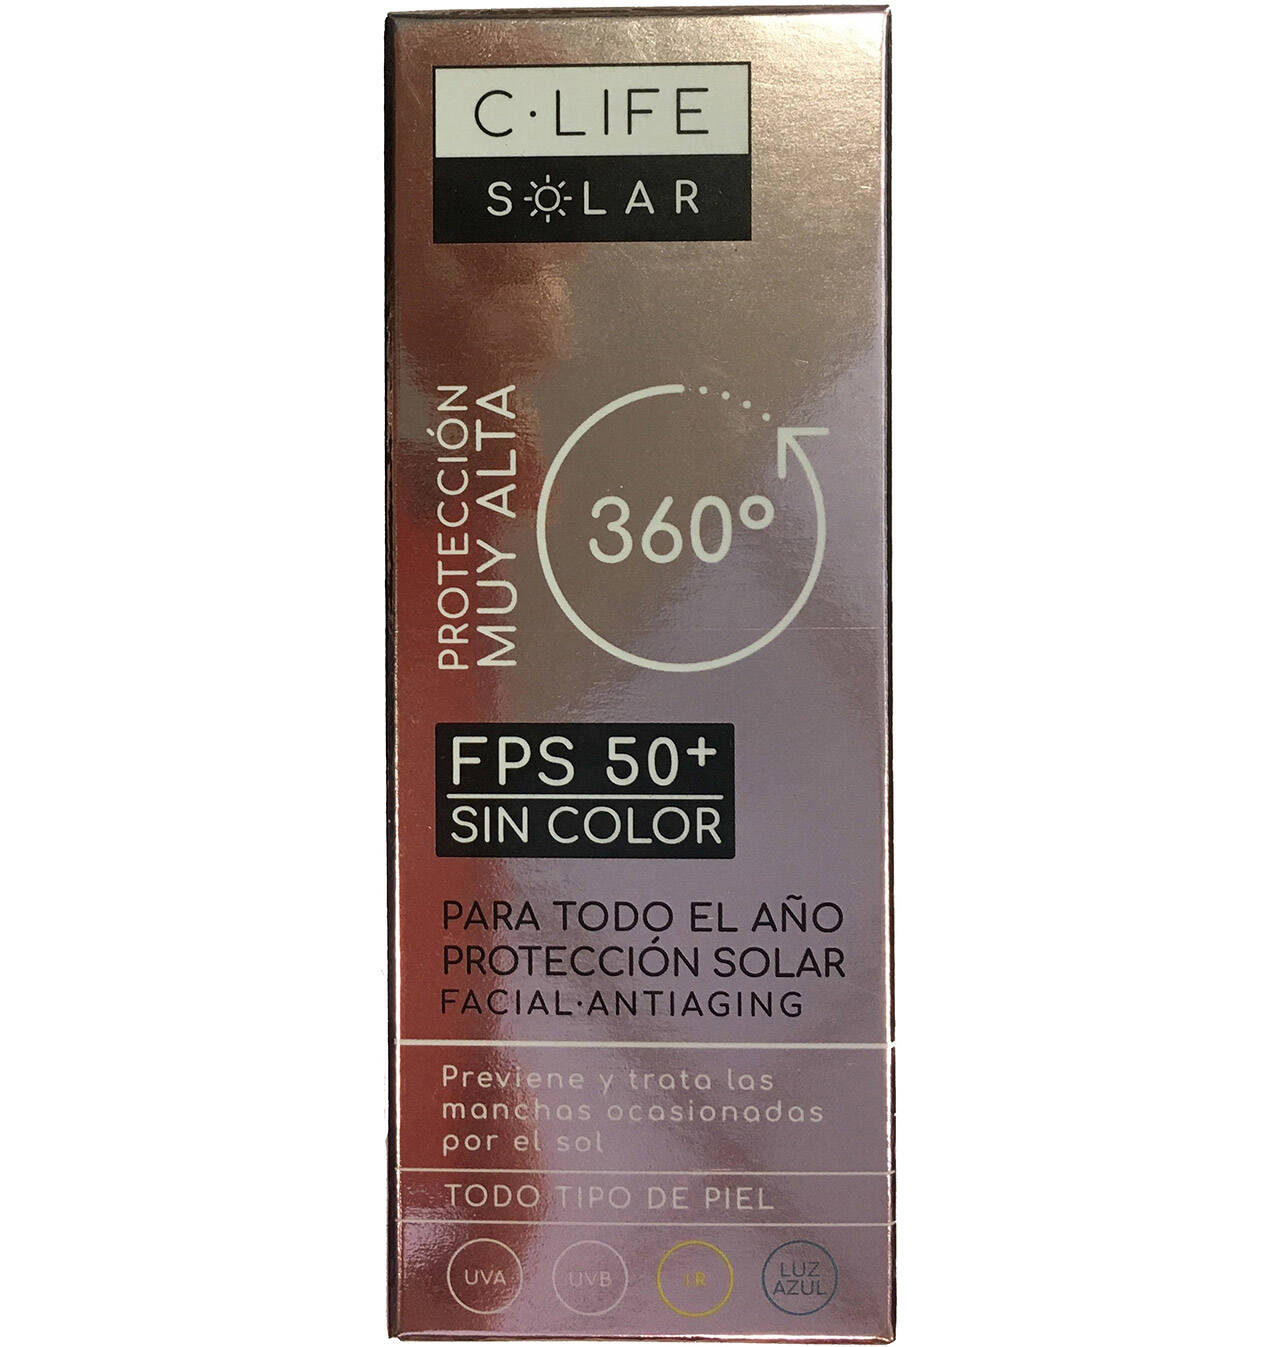 C·LIFE
SOLAR
PROTECCIÓN
MUY ALTA
360°
FPS 50+
SIN COLOR
PARA TODO EL AÑO
PROTECCIÓN SOLAR
FACIAL·ANTIAGING
Previene y trata las
manchas ocasionadas
por el sol
TODO TIPO DE PIEL
UVA
UVB
IR
LUZ
AZUL